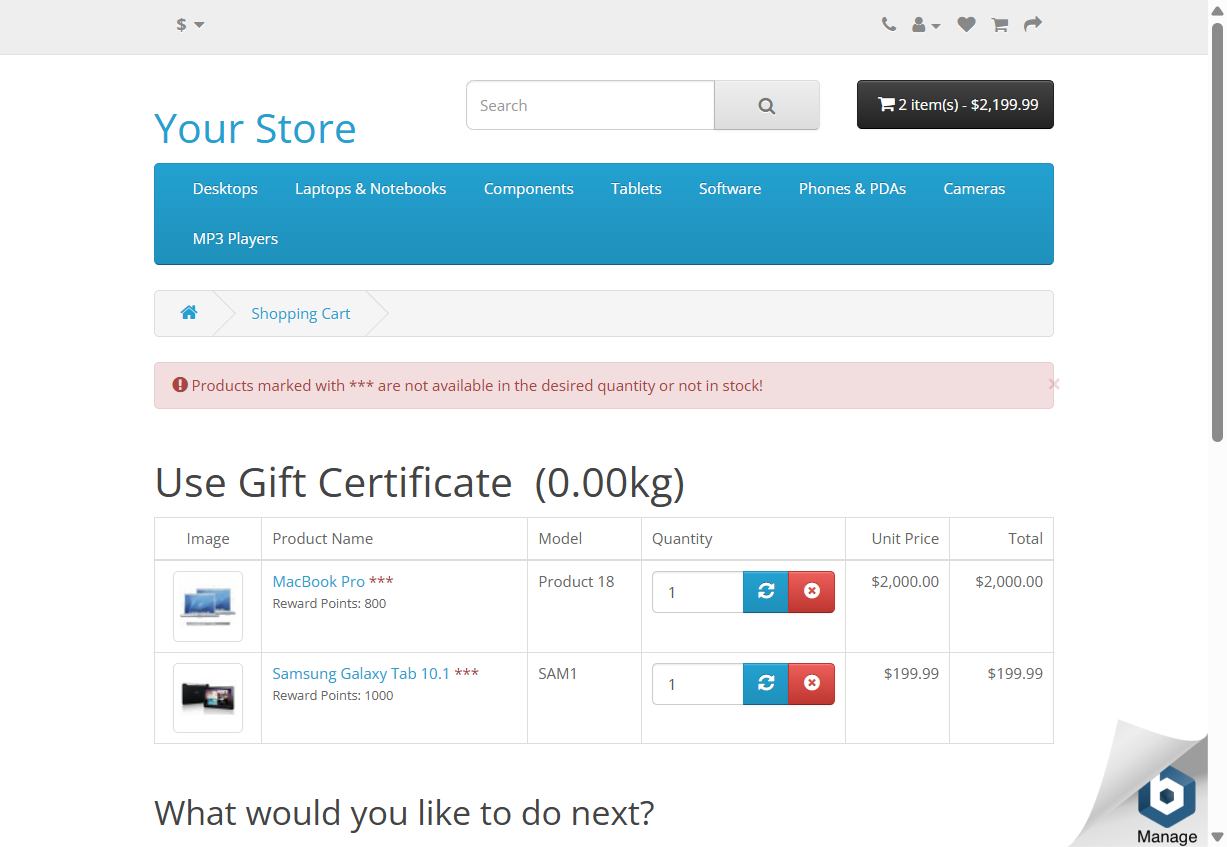 $
Search
2 item(s) - $2,199.99
Your Store
Desktops Laptops & Notebooks Components Tablets Software Phones & PDAs Cameras
MP3 Players
Shopping Cart
Products marked with *** are not available in the desired quantity or not in stock!
×
Use Gift Certificate (0.00kg)
Image Product Name Model Quantity Unit Price Total
MacBook Pro *** Product 18 1 $2,000.00 $2,000.00
Reward Points: 800
Samsung Galaxy Tab 10.1 *** SAM1 1 $199.99 $199.99
Reward Points: 1000
What would you like to do next?
b
Manage